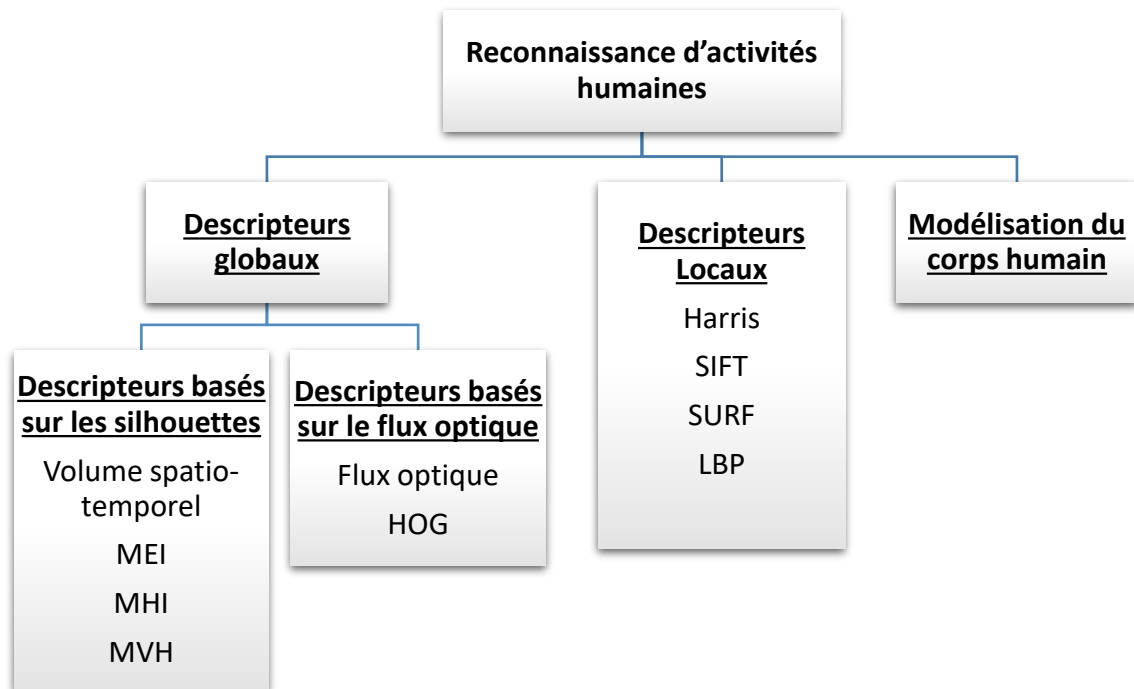 Reconnaissance d’activités
humaines
Descripteurs
globaux
Descripteurs basés
sur les silhouettes
Volume spatio-
temporel
MEI
MHI
MVH
Descripteurs basés
sur le flux optique
Flux optique
HOG
Descripteurs
Locaux
Harris
SIFT
SURF
LBP
Modélisation du
corps humain